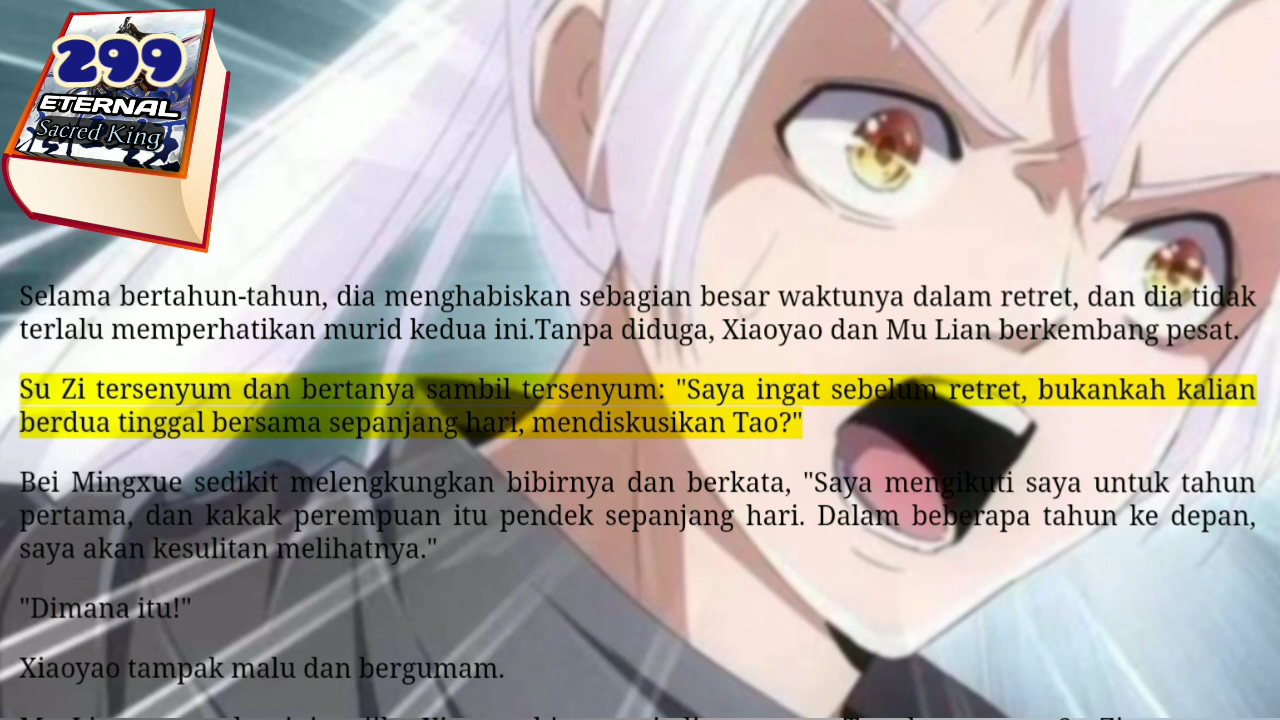 299
ETERNAL
Sacred King
Selama bertahun-tahun, dia menghabiskan sebagian besar waktunya dalam retret, dan dia tidak
terlalu memperhatikan murid kedua ini.Tanpa diduga, Xiaoyao dan Mu Lian berkembang pesat.
Su Zi tersenyum dan bertanya sambil tersenyum: "Saya ingat sebelum retret, bukankah kalian
berdua tinggal bersama sepanjang hari, mendiskusikan Tao?"
Bei Mingxue sedikit melengkungkan bibirnya dan berkata, "Saya mengikuti saya untuk tahun
pertama, dan kakak perempuan itu pendek sepanjang hari. Dalam beberapa tahun ke depan,
saya akan kesulitan melihatnya."
"Dimana itu!"
Xiaoyao tampak malu dan bergumam.